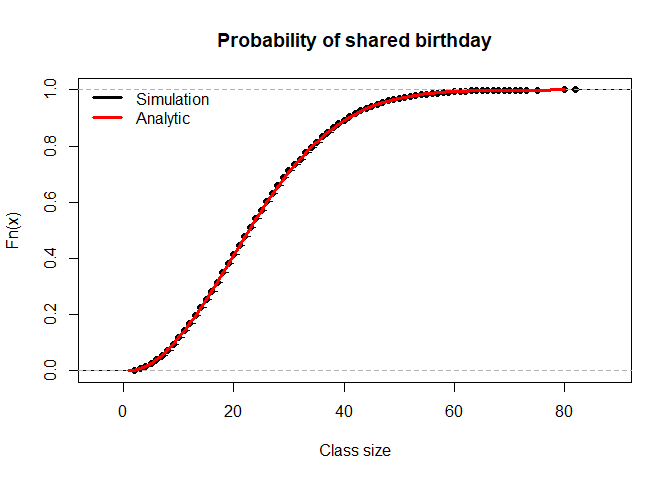 Probability of shared birthday
Fn(x)
1.0
0.8
0.6
0.4
0.2
0.0
Simulation
Analytic
0 20 40 60 80
Class size